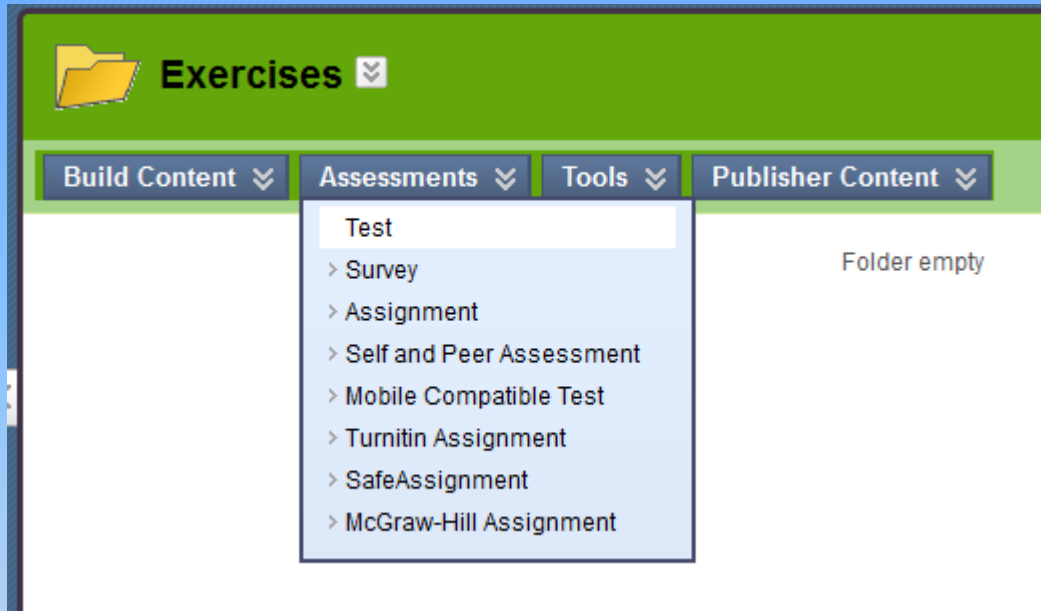 Exercises
Build Content Assessments Tools Publisher Content
Test
Folder empty
Survey
Assignment
Self and Peer Assessment
Mobile Compatible Test
Turnitin Assignment
SafeAssignment
McGraw-Hill Assignment